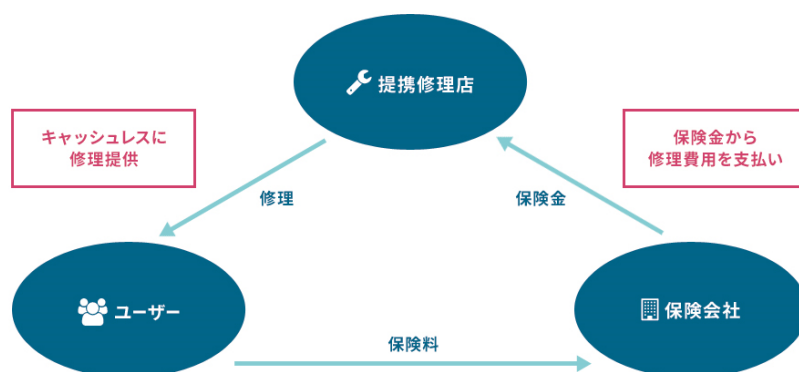 提携修理店
キャッシュレスに
修理提供
保険金から
修理費用を支払い
修理
保険金
ユーザー
保険会社
保険料